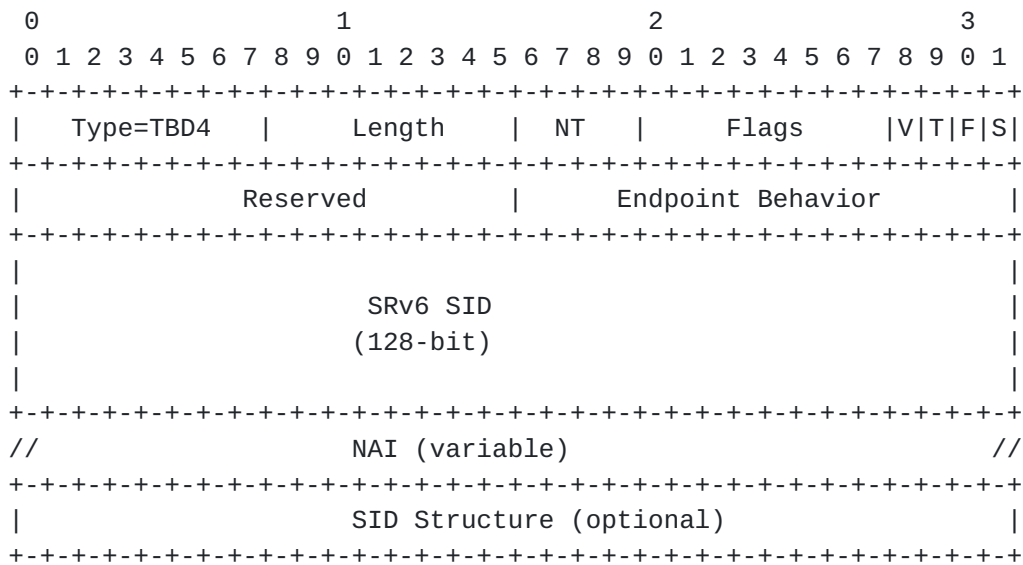 0                   1                   2                   3
 0 1 2 3 4 5 6 7 8 9 0 1 2 3 4 5 6 7 8 9 0 1 2 3 4 5 6 7 8 9 0 1
+-+-+-+-+-+-+-+-+-+-+-+-+-+-+-+-+-+-+-+-+-+-+-+-+-+-+-+-+-+-+-+-+
|   Type=TBD4   |     Length    |  NT   |     Flags     |V|T|F|S|
+-+-+-+-+-+-+-+-+-+-+-+-+-+-+-+-+-+-+-+-+-+-+-+-+-+-+-+-+-+-+-+-+
|              Reserved         |      Endpoint Behavior        |
+-+-+-+-+-+-+-+-+-+-+-+-+-+-+-+-+-+-+-+-+-+-+-+-+-+-+-+-+-+-+-+-+
|                                                               |
|                      SRv6 SID                                 |
|                     (128-bit)                                 |
|                                                               |
+-+-+-+-+-+-+-+-+-+-+-+-+-+-+-+-+-+-+-+-+-+-+-+-+-+-+-+-+-+-+-+-+
//                    NAI (variable)                           //
+-+-+-+-+-+-+-+-+-+-+-+-+-+-+-+-+-+-+-+-+-+-+-+-+-+-+-+-+-+-+-+-+
|                     SID Structure (optional)                  |
+-+-+-+-+-+-+-+-+-+-+-+-+-+-+-+-+-+-+-+-+-+-+-+-+-+-+-+-+-+-+-+-+